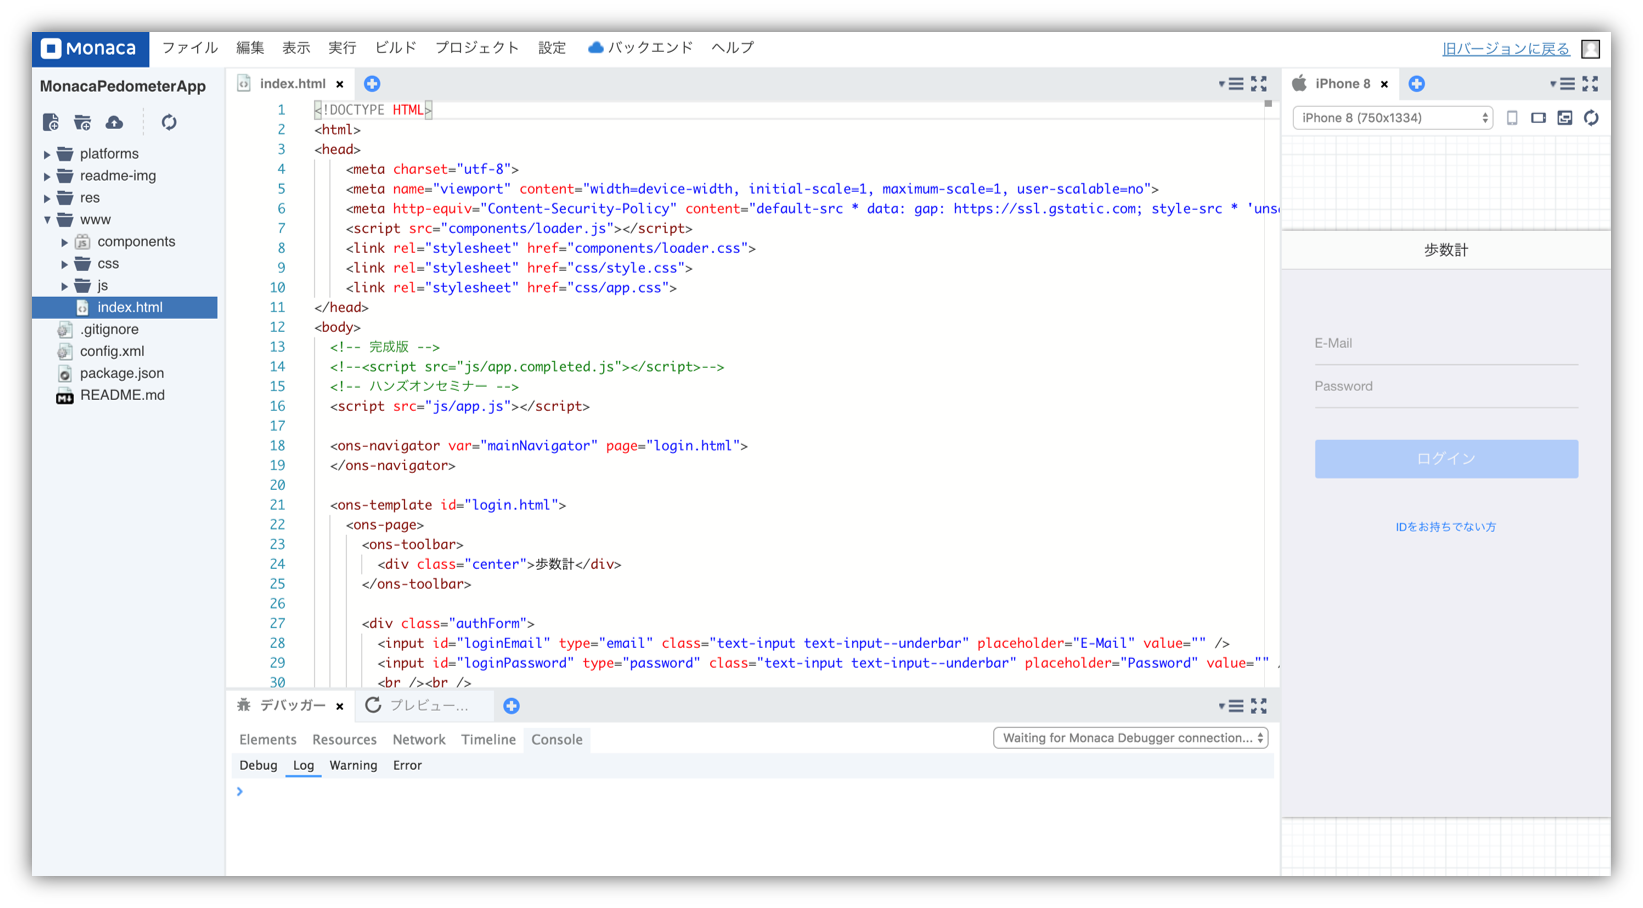 Monaca ファイル 編集 表示 実行 ビルド プロジェクト 設定 バックエンド ヘルプ 旧バージョンに戻る
MonacaPedometerApp
platforms
readme-img
res
www
components
css
js
index.html
.gitignore
config.xml
package.json
README.md
index.html
1 <!DOCTYPE HTML>
2 <html>
3 <head>
4 <meta charset="utf-8">
5 <meta name="viewport" content="width=device-width, initial-scale=1, maximum-scale=1, user-scalable=no">
6 <meta http-equiv="Content-Security-Policy" content="default-src * data: gap: https://ssl.gstatic.com; style-src * 'uns
7 <script src="components/loader.js"></script>
8 <link rel="stylesheet" href="components/loader.css">
9 <link rel="stylesheet" href="css/style.css">
10 <link rel="stylesheet" href="css/app.css">
11 </head>
12 <body>
13 <!-- 完成版 -->
14 <!--<script src="js/app.completed.js"></script>-->
15 <!-- ハンズオンセミナー -->
16 <script src="js/app.js"></script>
17
18 <ons-navigator var="mainNavigator" page="login.html">
19 </ons-navigator>
20
21 <ons-template id="login.html">
22 <ons-page>
23 <ons-toolbar>
24 <div class="center">歩数計</div>
25 </ons-toolbar>
26
27 <div class="authForm">
28 <input id="loginEmail" type="email" class="text-input text-input--underbar" placeholder="E-Mail" value="" />
29 <input id="loginPassword" type="password" class="text-input text-input--underbar" placeholder="Password" value="" /
30 <br /><br />
デバッガー プレビュー...
Elements Resources Network Timeline Console Waiting for Monaca Debugger connection...
Debug Log Warning Error
iPhone 8
iPhone 8 (750x1334)
歩数計
E-Mail
Password
ログイン
IDをお持ちでない方